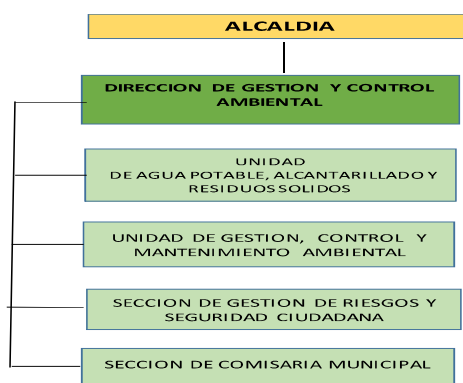 ALCALDIA
DIRECCION DE GESTION Y CONTROL
AMBIENTAL
UNIDAD
DE AGUA POTABLE, ALCANTARILLADO Y
RESIDUOS SOLIDOS
UNIDAD DE GESTION, CONTROL Y
MANTENIMIENTO AMBIENTAL
SECCION DE GESTION DE RIESGOS Y
SEGURIDAD CIUDADANA
SECCION DE COMISARIA MUNICIPAL